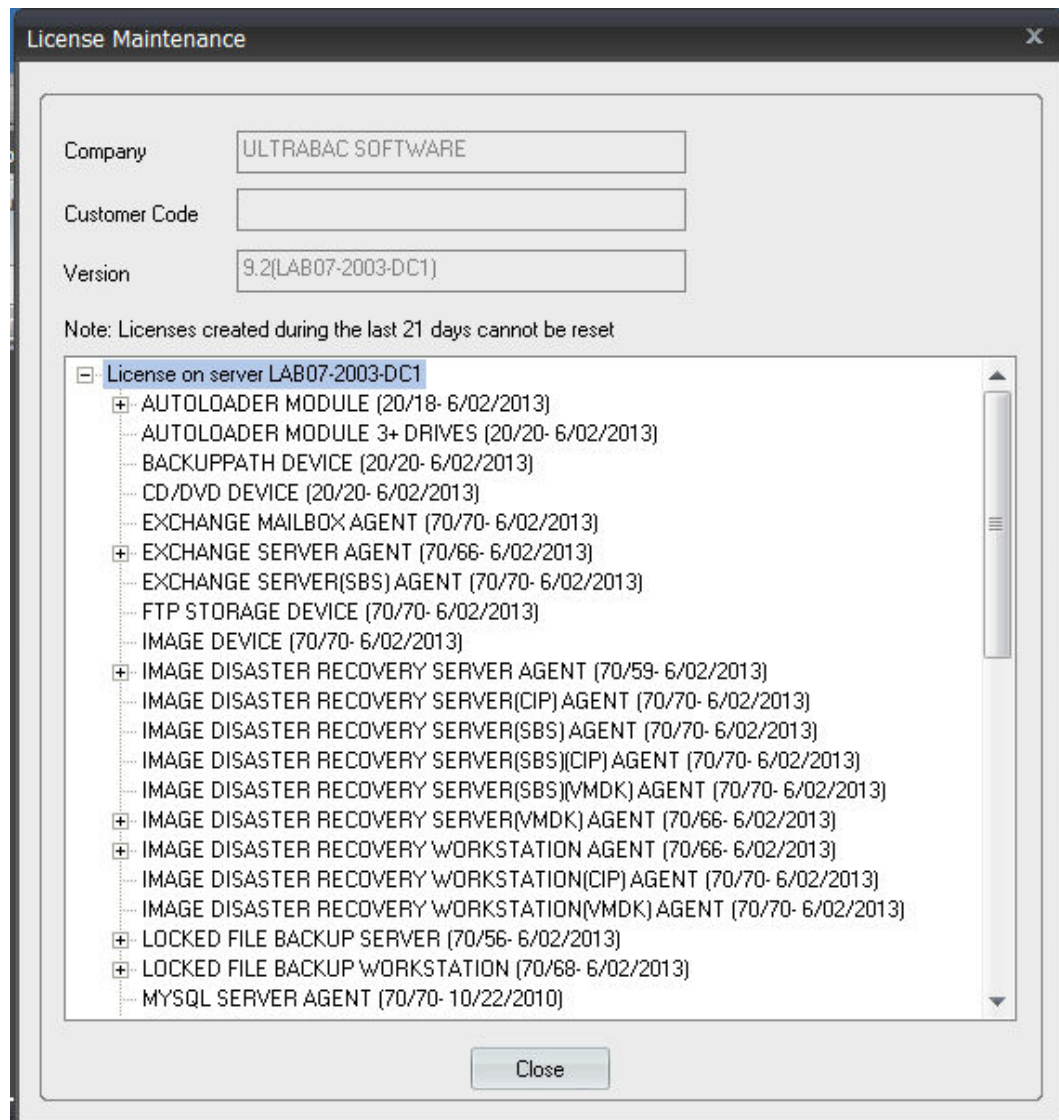 License Maintenance
Company
ULTRABAC SOFTWARE
Customer Code
Version
9.2(LAB07-2003-DC1)
Note: Licenses created during the last 21 days cannot be reset
License on server LAB07-2003-DC1
AUTOLOADER MODULE (20/18- 6/02/2013)
AUTOLOADER MODULE 3+ DRIVES (20/20- 6/02/2013)
BACKUPPATH DEVICE (20/20- 6/02/2013)
CD/DVD DEVICE (20/20- 6/02/2013)
EXCHANGE MAILBOX AGENT (70/70- 6/02/2013)
EXCHANGE SERVER AGENT (70/66- 6/02/2013)
EXCHANGE SERVER(SBS) AGENT (70/70- 6/02/2013)
FTP STORAGE DEVICE (70/70- 6/02/2013)
IMAGE DEVICE (70/70- 6/02/2013)
IMAGE DISASTER RECOVERY SERVER AGENT (70/59- 6/02/2013)
IMAGE DISASTER RECOVERY SERVER(CIP) AGENT (70/70- 6/02/2013)
IMAGE DISASTER RECOVERY SERVER(SBS) AGENT (70/70- 6/02/2013)
IMAGE DISASTER RECOVERY SERVER(SBS)(CIP) AGENT (70/70- 6/02/2013)
IMAGE DISASTER RECOVERY SERVER(SBS)(VMDK) AGENT (70/70- 6/02/2013)
IMAGE DISASTER RECOVERY SERVER(VMDK) AGENT (70/66- 6/02/2013)
IMAGE DISASTER RECOVERY WORKSTATION AGENT (70/66- 6/02/2013)
IMAGE DISASTER RECOVERY WORKSTATION(CIP) AGENT (70/70- 6/02/2013)
IMAGE DISASTER RECOVERY WORKSTATION(VMDK) AGENT (70/70- 6/02/2013)
LOCKED FILE BACKUP SERVER (70/56- 6/02/2013)
LOCKED FILE BACKUP WORKSTATION (70/68- 6/02/2013)
MYSQL SERVER AGENT (70/70- 10/22/2010)
Close